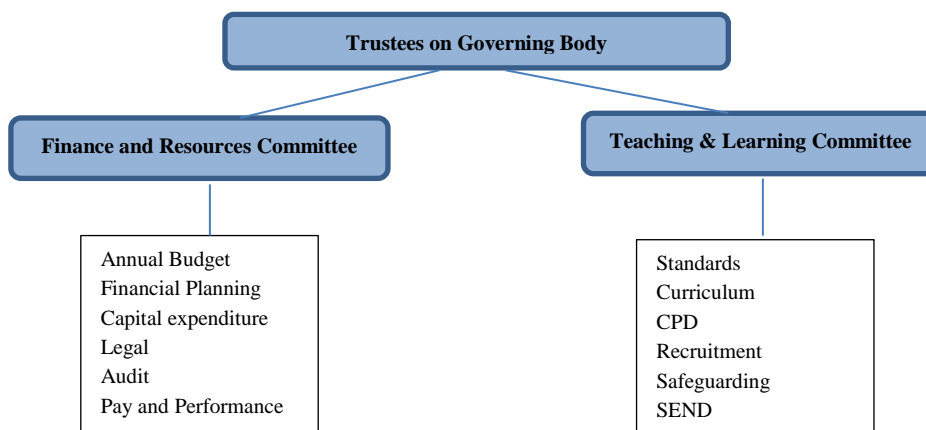 Trustees on Governing Body
Finance and Resources Committee
Teaching & Learning Committee
Annual Budget
Financial Planning
Capital expenditure
Legal
Audit
Pay and Performance
Standards
Curriculum
CPD
Recruitment
Safeguarding
SEND